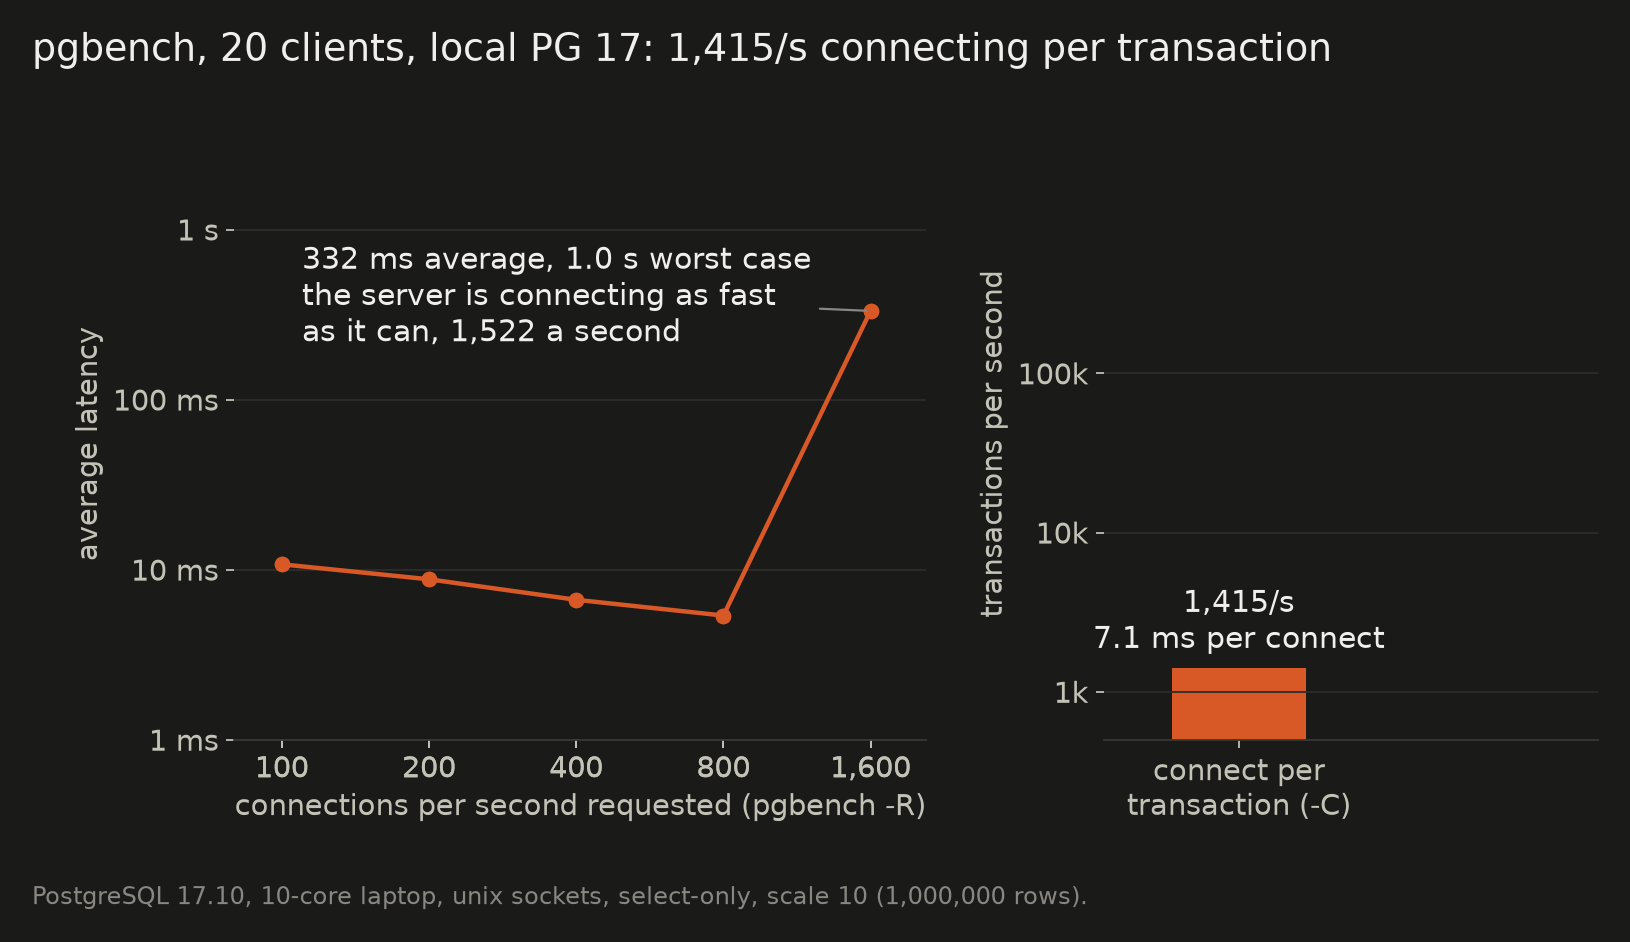 pgbench, 20 clients, local PG 17: 1,415/s connecting per transaction
1 s
100 ms
10 ms
1 ms
average latency
332 ms average, 1.0 s worst case
the server is connecting as fast
as it can, 1,522 a second
100
200
400
800
1,600
connections per second requested (pgbench -R)
transactions per second
100k
10k
1k
1,415/s
7.1 ms per connect
connect per
transaction (-C)
PostgreSQL 17.10, 10-core laptop, unix sockets, select-only, scale 10 (1,000,000 rows).